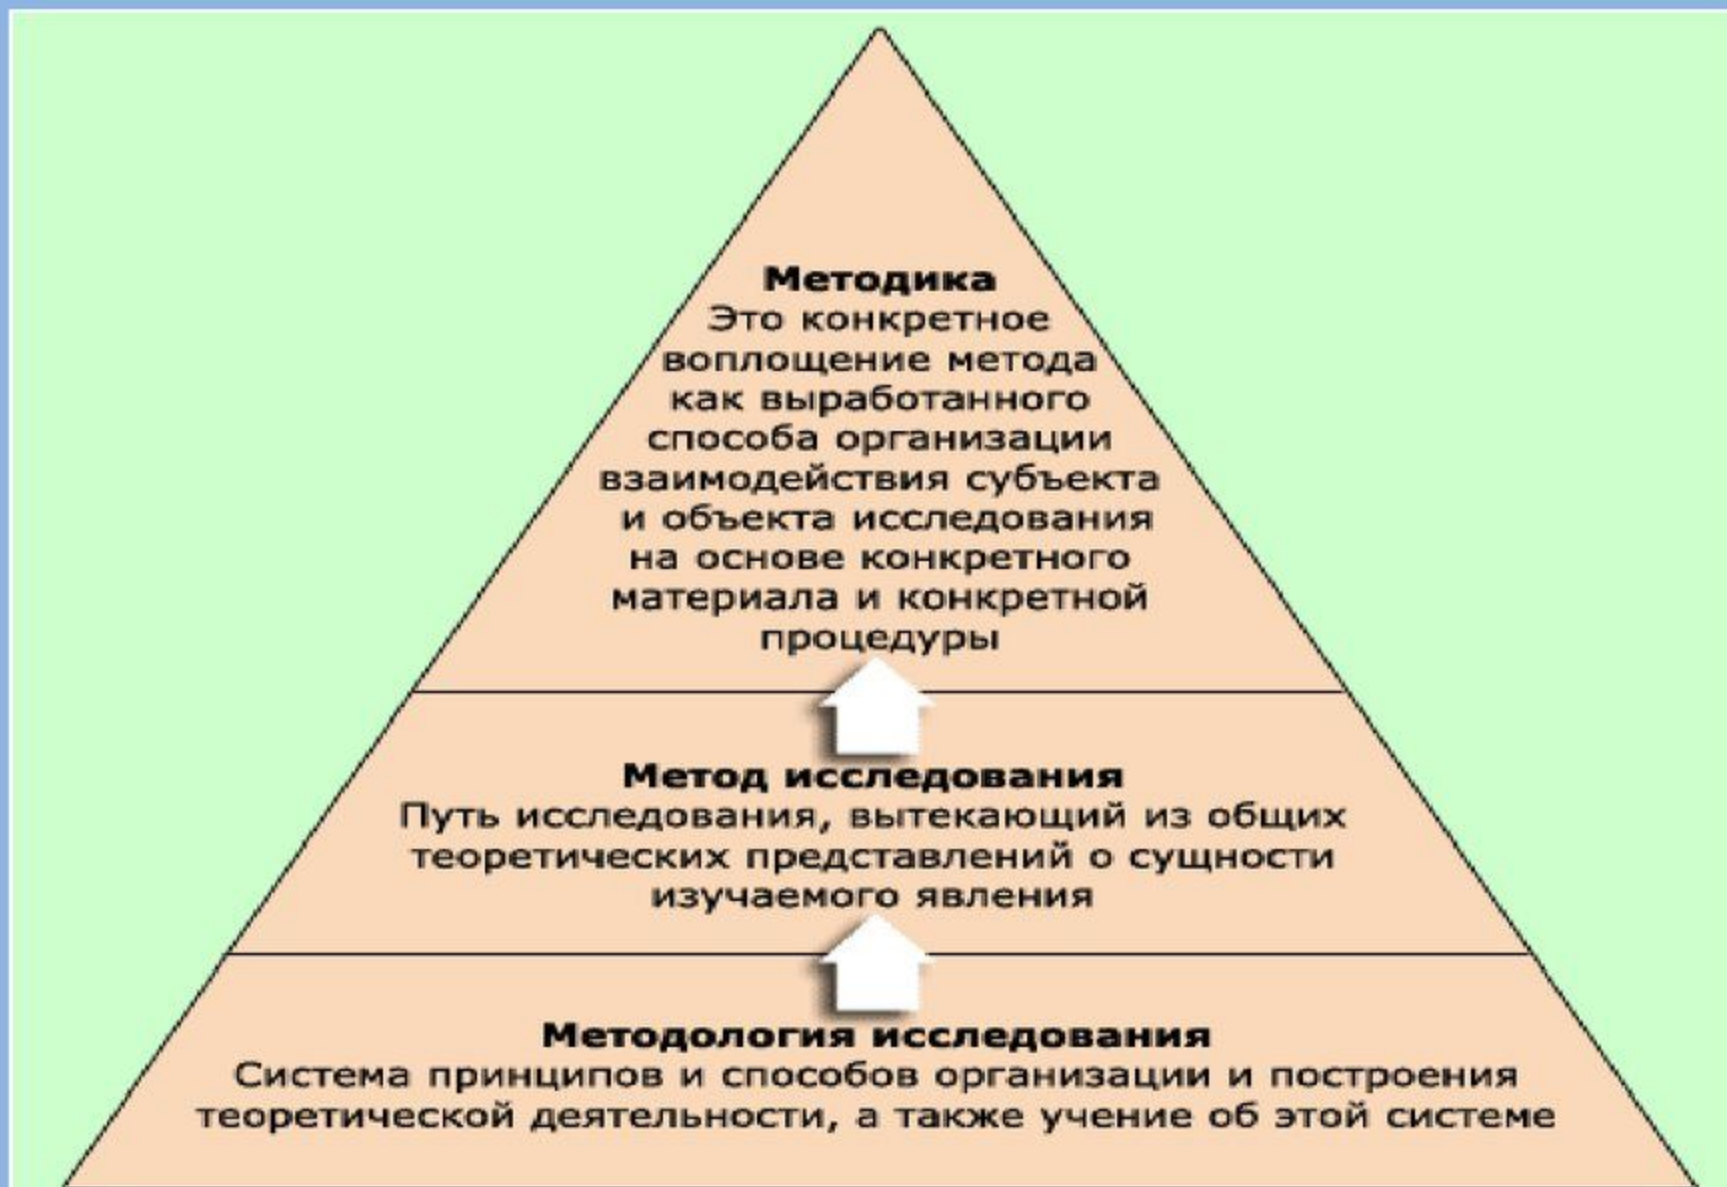 Методика
Это конкретное
воплощение метода
как выработанного
способа организации
взаимодействия субъекта
и объекта исследования
на основе конкретного
материала и конкретной
процедуры
Метод исследования
Путь исследования, вытекающий из общих
теоретических представлений о сущности
изучаемого явления
Методология исследования
Система принципов и способов организации и построения
теоретической деятельности, а также учение об этой системе